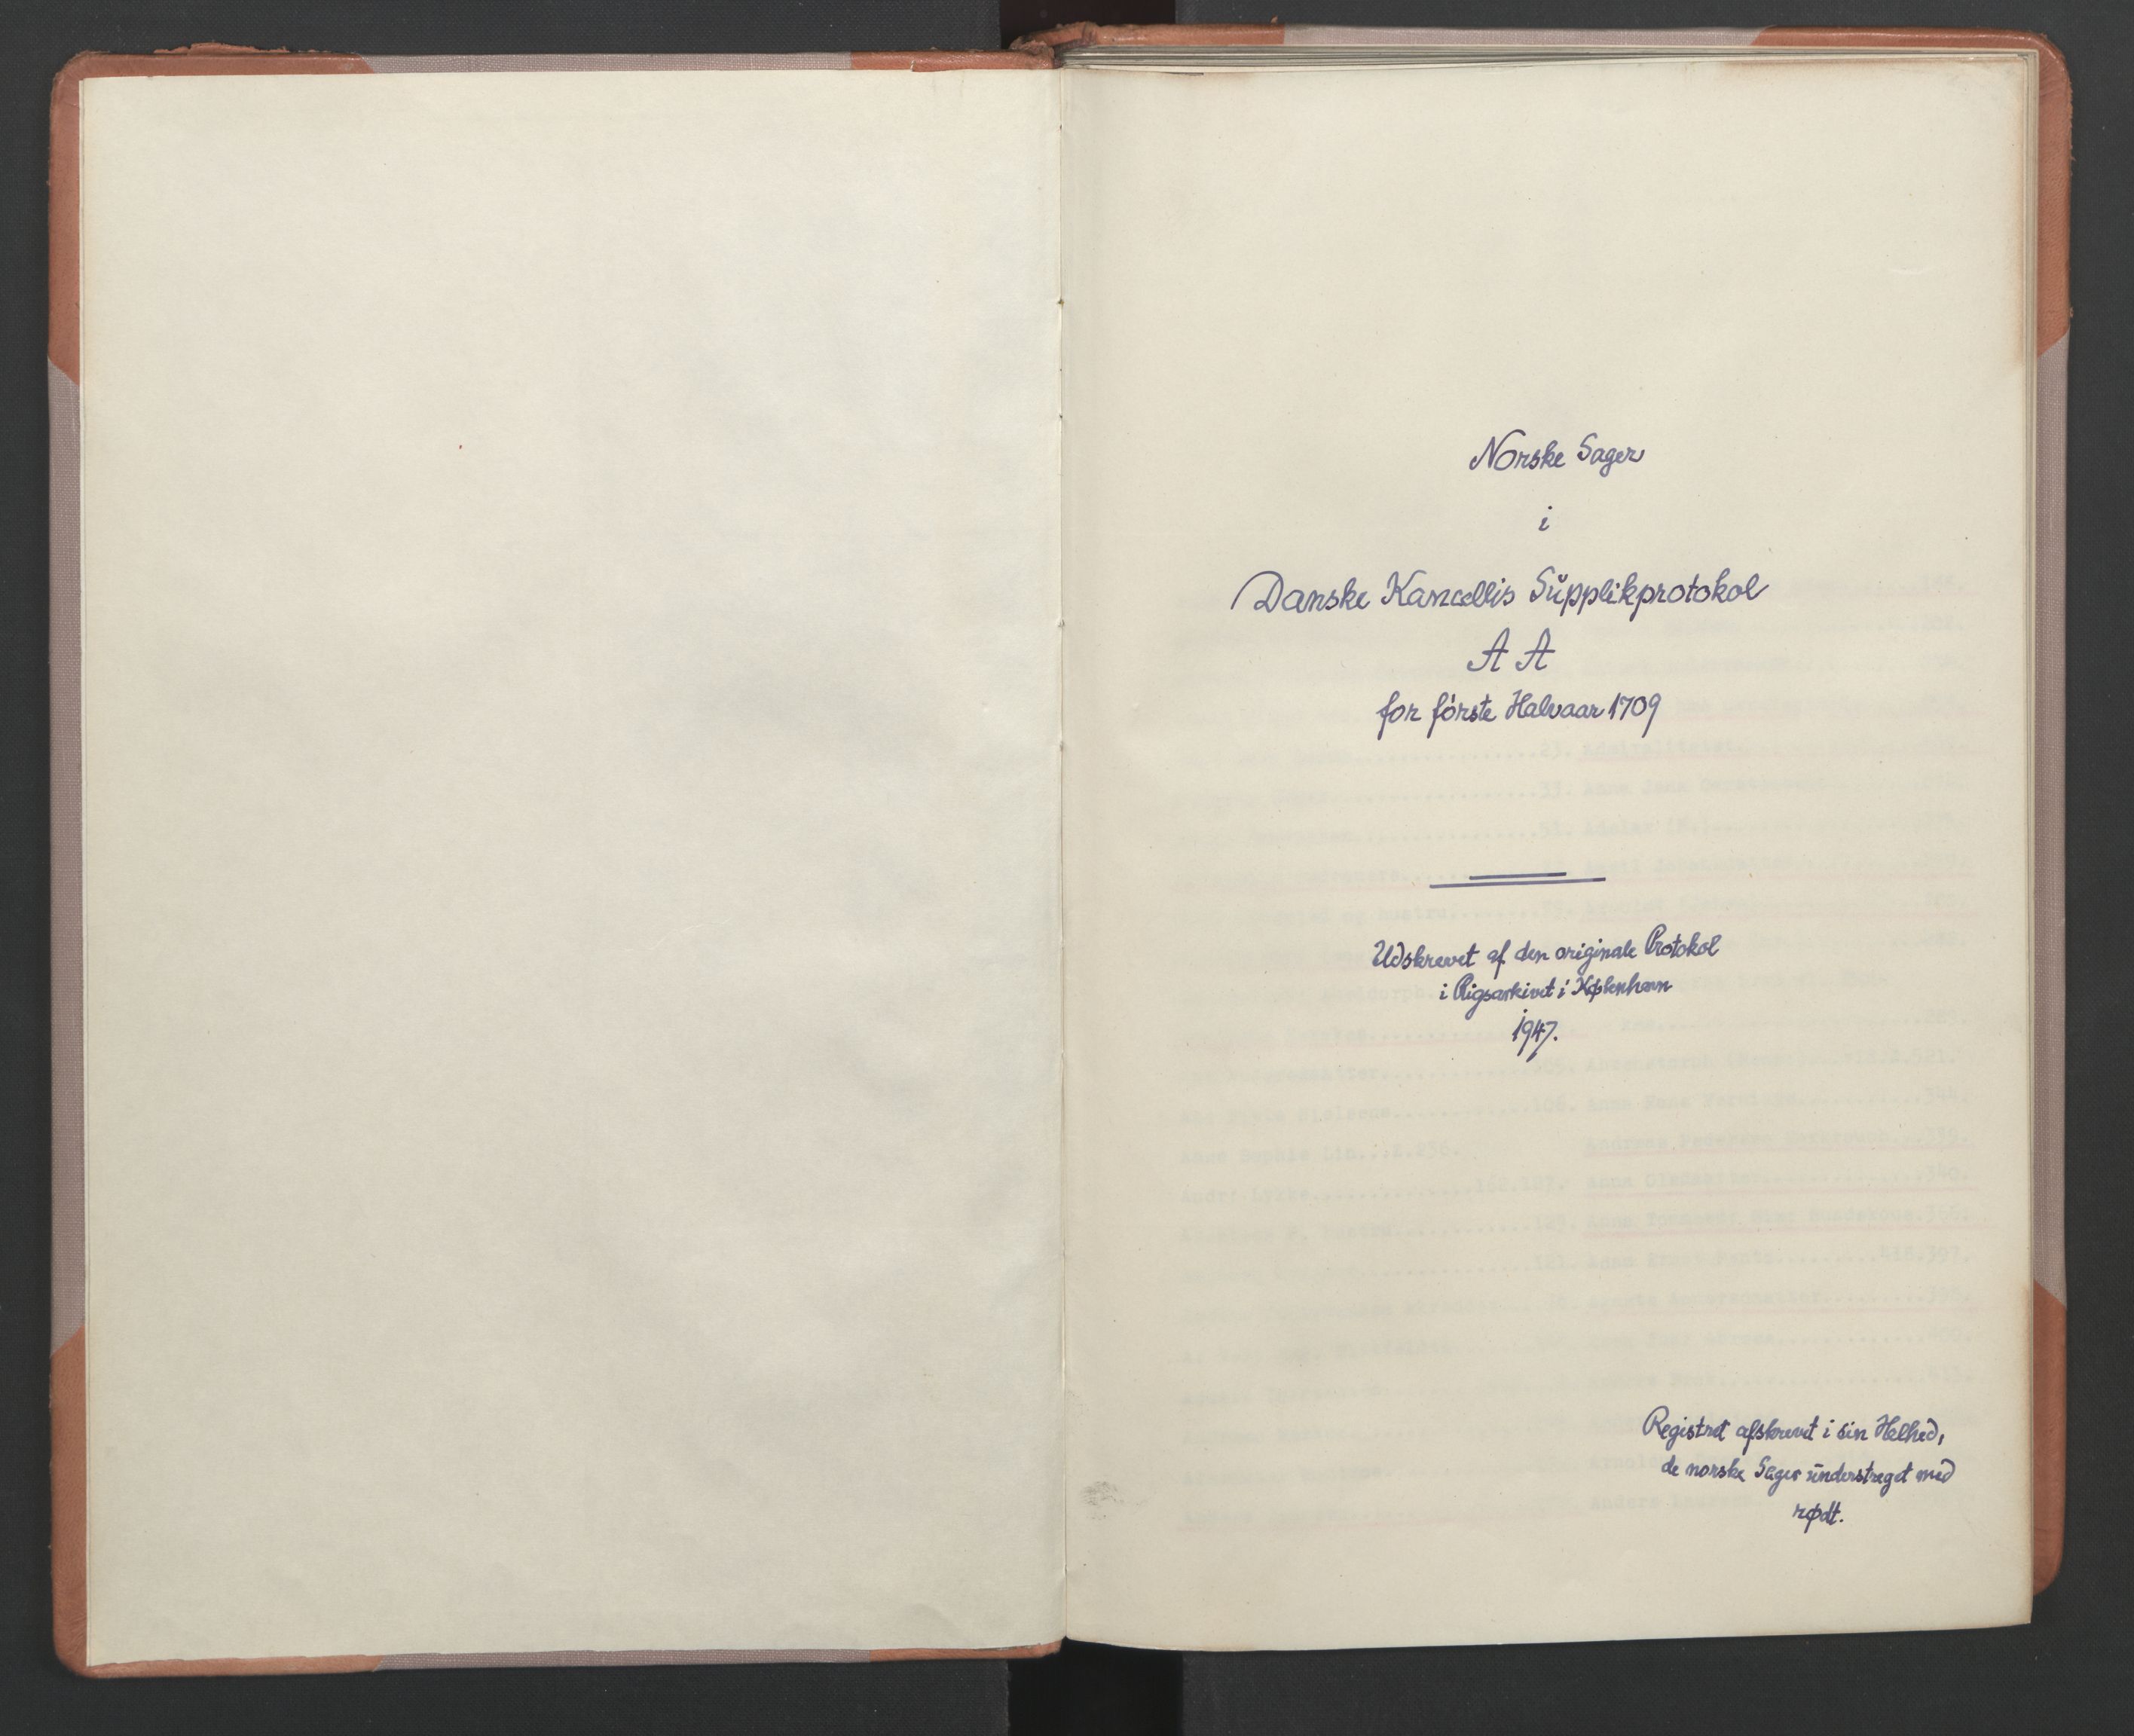 Norske Sager
i
Danske Kancellis Supplikprotokol
A A
for første Halvaar 1709
Udskrevet af den originale Protokol
i Rigsarkivet i København
1947.
Registret afskrevet i sin Helhed,
de norske Sager understreget med
rødt.